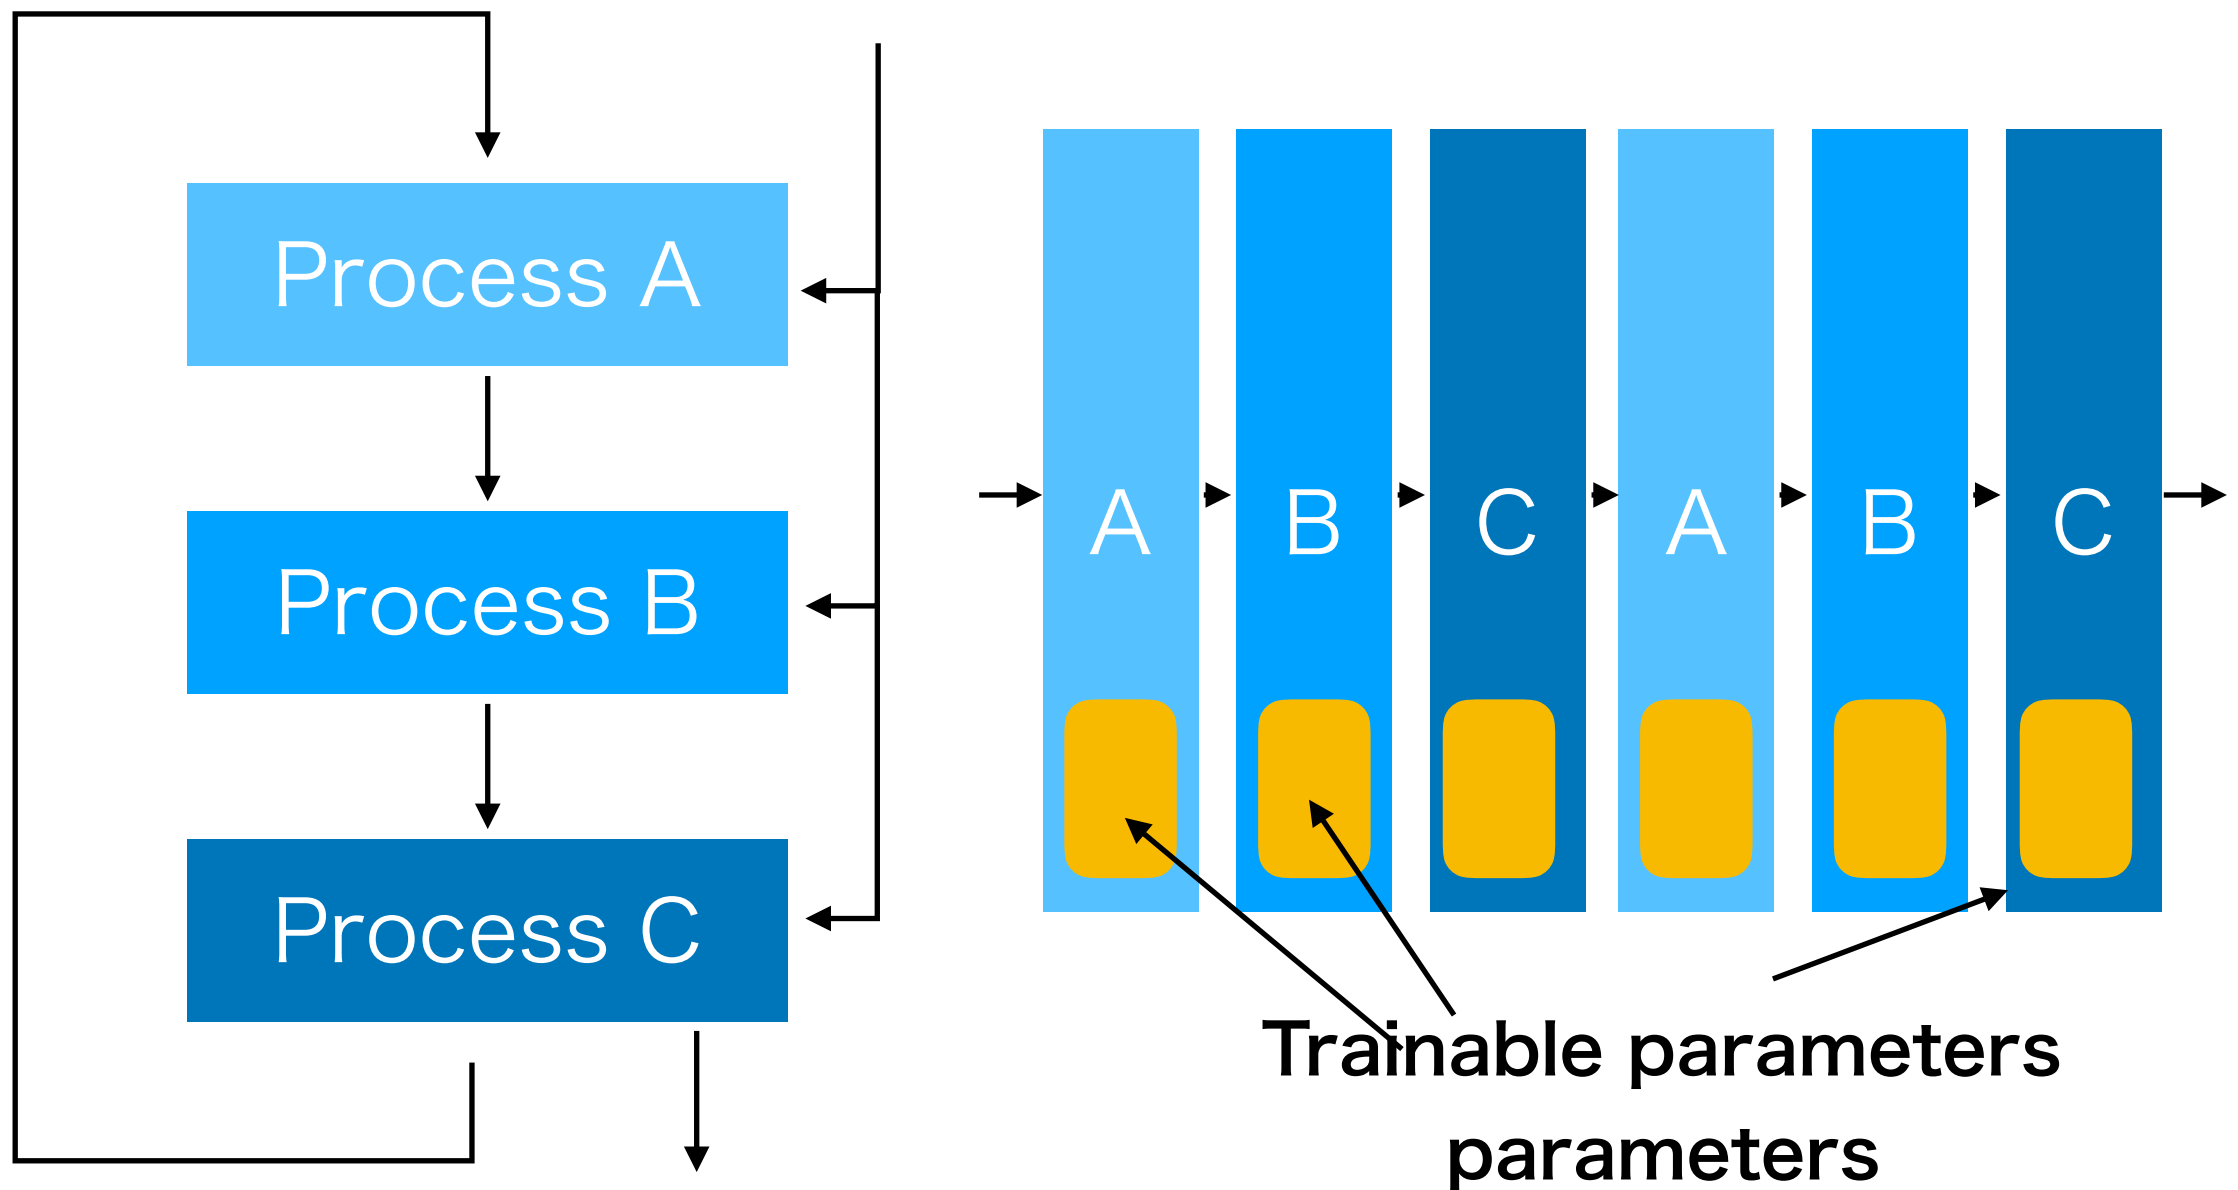 Process A
Process B
Process C
A
B
C
A
B
C
Trainable parameters
parameters